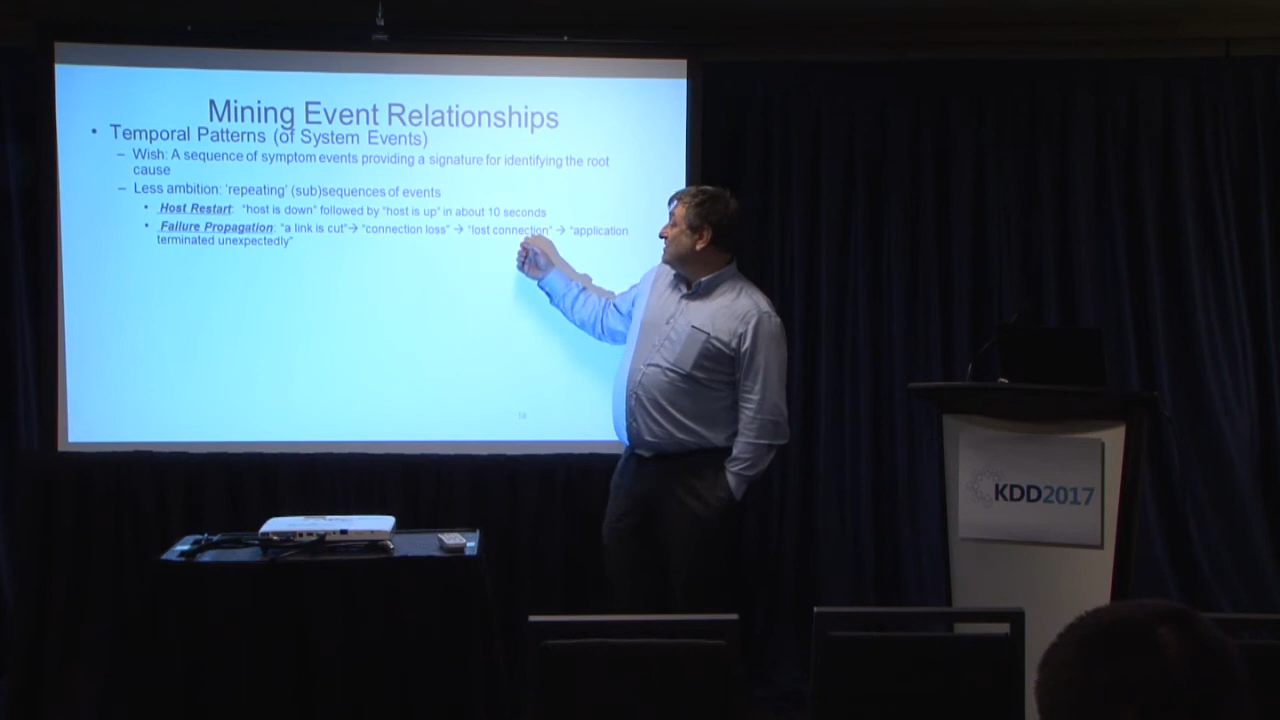 Mining Event Relationships
• Temporal Patterns (of System Events)
– Wish: A sequence of symptom events providing a signature for identifying the root
cause
– Less ambition: ‘repeating’ (sub)sequences of events
• Host Restart: “host is down” followed by “host is up” in about 10 seconds
• Failure Propagation: “a link is cut”→ “connection loss” → “lost connection” → “application
terminated unexpectedly”
KDD2017